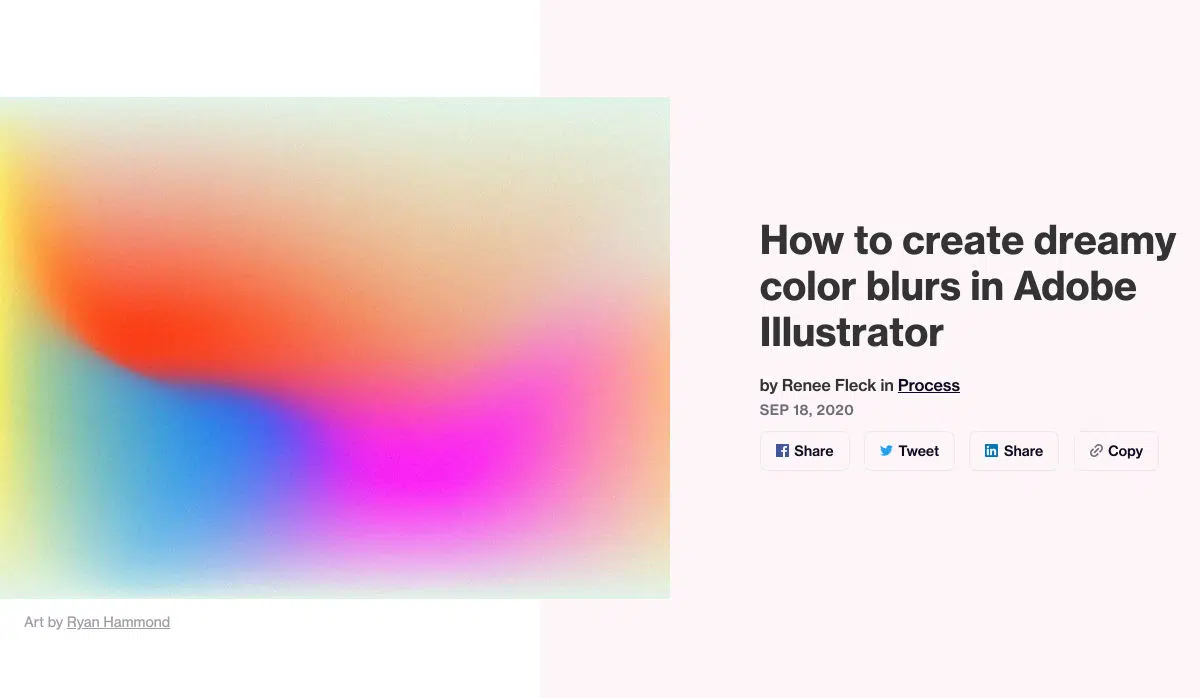 How to create dreamy
color blurs in Adobe
Illustrator
by Renee Fleck in Process
SEP 18, 2020
Share Tweet Share Copy
Art by Ryan Hammond